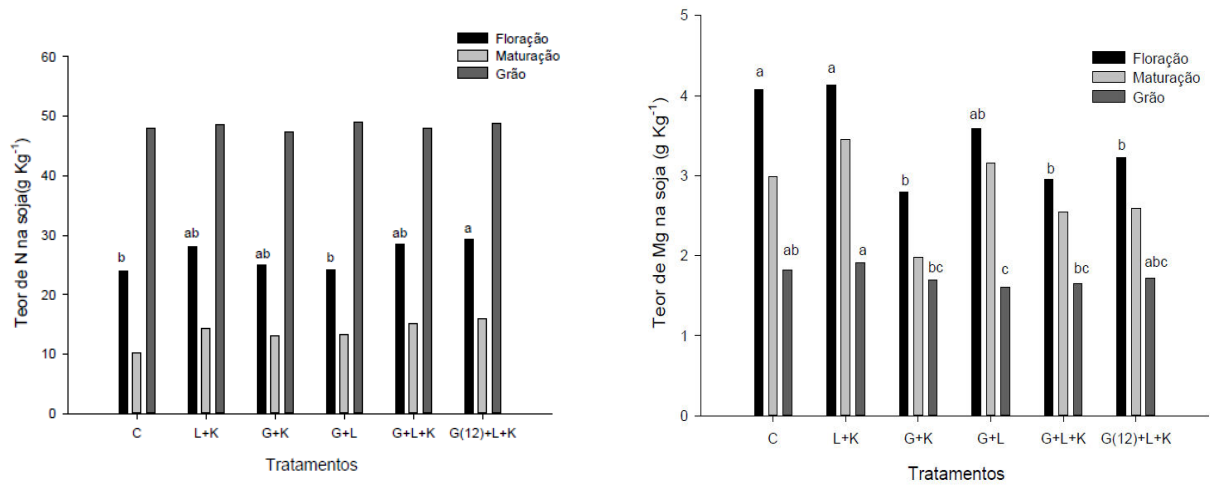 Floração
Maturação
Grão
Teor de N na soja(g Kg-1)
60
50
40
30
20
10
0
b
ab
ab
b
ab
a
C
L+K
G+K
G+L
G+L+K
G(12)+L+K
Tratamentos
Floração
Maturação
Grão
Teor de Mg na soja (g Kg-1)
5
4
3
2
1
0
a
ab
a
a
b
bc
ab
c
b
bc
b
abc
C
L+K
G+K
G+L
G+L+K
G(12)+L+K
Tratamentos